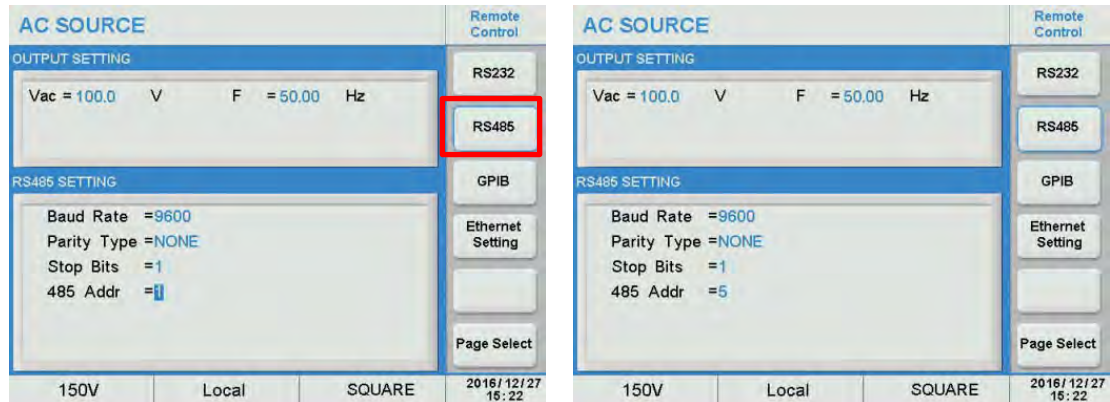 AC SOURCE
Remote
Control
OUTPUT SETTING
Vac = 100.0 V F = 50.00 Hz
RS232
RS485
RS485 SETTING
GPIB
Baud Rate =9600
Parity Type =NONE
Stop Bits =1
485 Addr =1
Ethernet
Setting
Page Select
150V Local SQUARE 2016/12/27
15:22
AC SOURCE
Remote
Control
OUTPUT SETTING
Vac = 100.0 V F = 50.00 Hz
RS232
RS485
RS485 SETTING
GPIB
Baud Rate =9600
Parity Type =NONE
Stop Bits =1
485 Addr =5
Ethernet
Setting
Page Select
150V Local SQUARE 2016/12/27
15:22